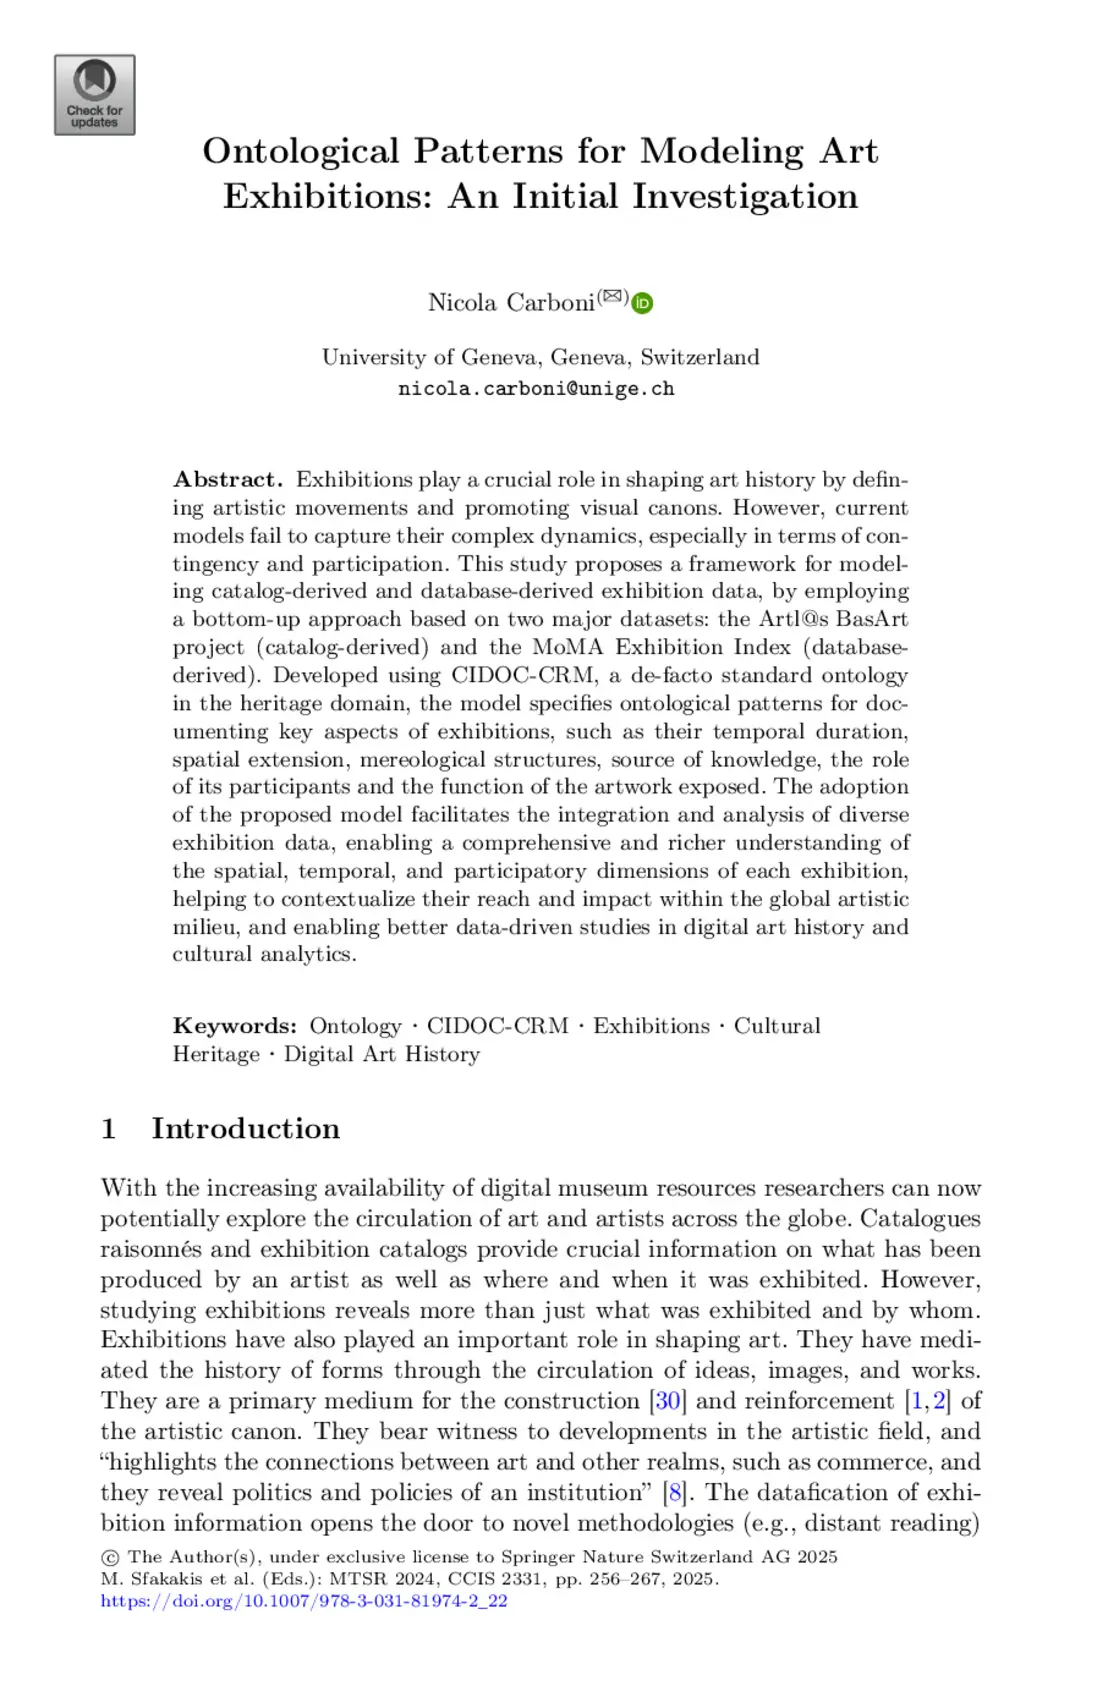 Check for
updates
Ontological Patterns for Modeling Art
Exhibitions: An Initial Investigation
Nicola Carboni(✉)
University of Geneva, Geneva, Switzerland
nicola.carboni@unige.ch
Abstract. Exhibitions play a crucial role in shaping art history by defin-
ing artistic movements and promoting visual canons. However, current
models fail to capture their complex dynamics, especially in terms of con-
tingency and participation. This study proposes a framework for model-
ing catalog-derived and database-derived exhibition data, by employing
a bottom-up approach based on two major datasets: the Artl@s BasArt
project (catalog-derived) and the MoMA Exhibition Index (database-
derived). Developed using CIDOC-CRM, a de-facto standard ontology
in the heritage domain, the model specifies ontological patterns for doc-
umenting key aspects of exhibitions, such as their temporal duration,
spatial extension, mereological structures, source of knowledge, the role
of its participants and the function of the artwork exposed. The adoption
of the proposed model facilitates the integration and analysis of diverse
exhibition data, enabling a comprehensive and richer understanding of
the spatial, temporal, and participatory dimensions of each exhibition,
helping to contextualize their reach and impact within the global artistic
milieu, and enabling better data-driven studies in digital art history and
cultural analytics.
Keywords: Ontology · CIDOC-CRM · Exhibitions · Cultural
Heritage · Digital Art History
1 Introduction
With the increasing availability of digital museum resources researchers can now
potentially explore the circulation of art and artists across the globe. Catalogues
raisonnés and exhibition catalogs provide crucial information on what has been
produced by an artist as well as where and when it was exhibited. However,
studying exhibitions reveals more than just what was exhibited and by whom.
Exhibitions have also played an important role in shaping art. They have medi-
ated the history of forms through the circulation of ideas, images, and works.
They are a primary medium for the construction [30] and reinforcement [1,2] of
the artistic canon. They bear witness to developments in the artistic field, and
“highlights the connections between art and other realms, such as commerce, and
they reveal politics and policies of an institution” [8]. The datafication of exhi-
bition information opens the door to novel methodologies (e.g., distant reading)
© The Author(s), under exclusive license to Springer Nature Switzerland AG 2025
M. Sfakakis et al. (Eds.): MTSR 2024, CCIS 2331, pp. 256–267, 2025.
https://doi.org/10.1007/978-3-031-81974-2_22